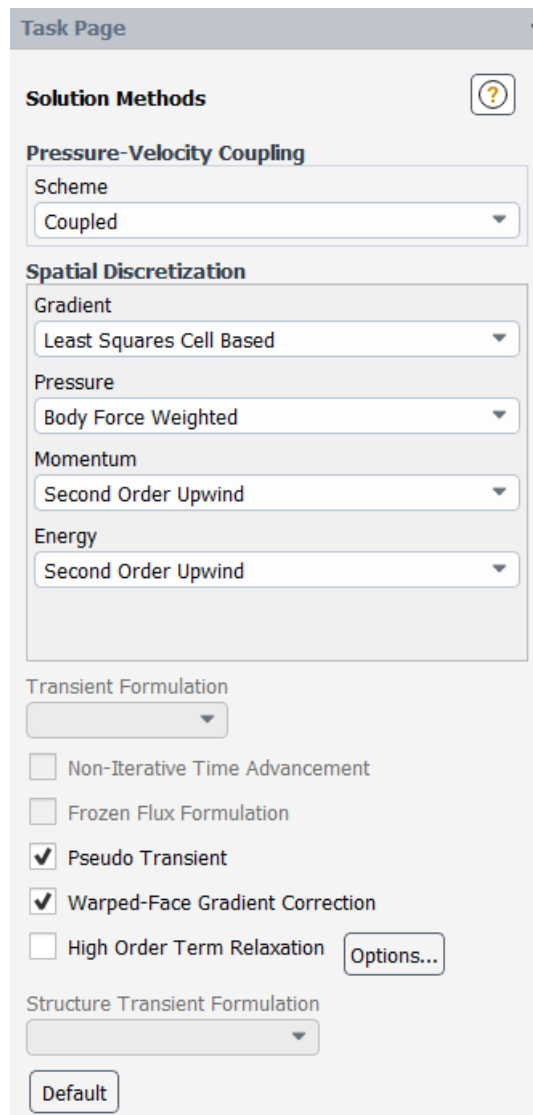 Task Page
Solution Methods
?
Pressure-Velocity Coupling
Scheme
Coupled
Spatial Discretization
Gradient
Least Squares Cell Based
Pressure
Body Force Weighted
Momentum
Second Order Upwind
Energy
Second Order Upwind
Transient Formulation
Non-Iterative Time Advancement
Frozen Flux Formulation
Pseudo Transient
Warped-Face Gradient Correction
High Order Term Relaxation Options...
Structure Transient Formulation
Default